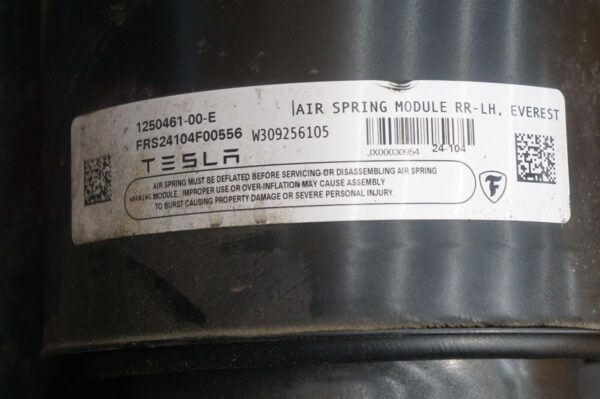 1250461-00-E
AIR SPRING MODULE RR-LH, EVEREST
FRS24104F00556 W309256105
JX00030954 24-104
TESLA
AIR SPRING MUST BE DEFLATED BEFORE SERVICING OR DISASSEMBLING AIR SPRING
WARNING MODULE. IMPROPER USE OR OVER-INFLATION MAY CAUSE ASSEMBLY
TO BURST CAUSING PROPERTY DAMAGE OR SEVERE PERSONAL INJURY.
F